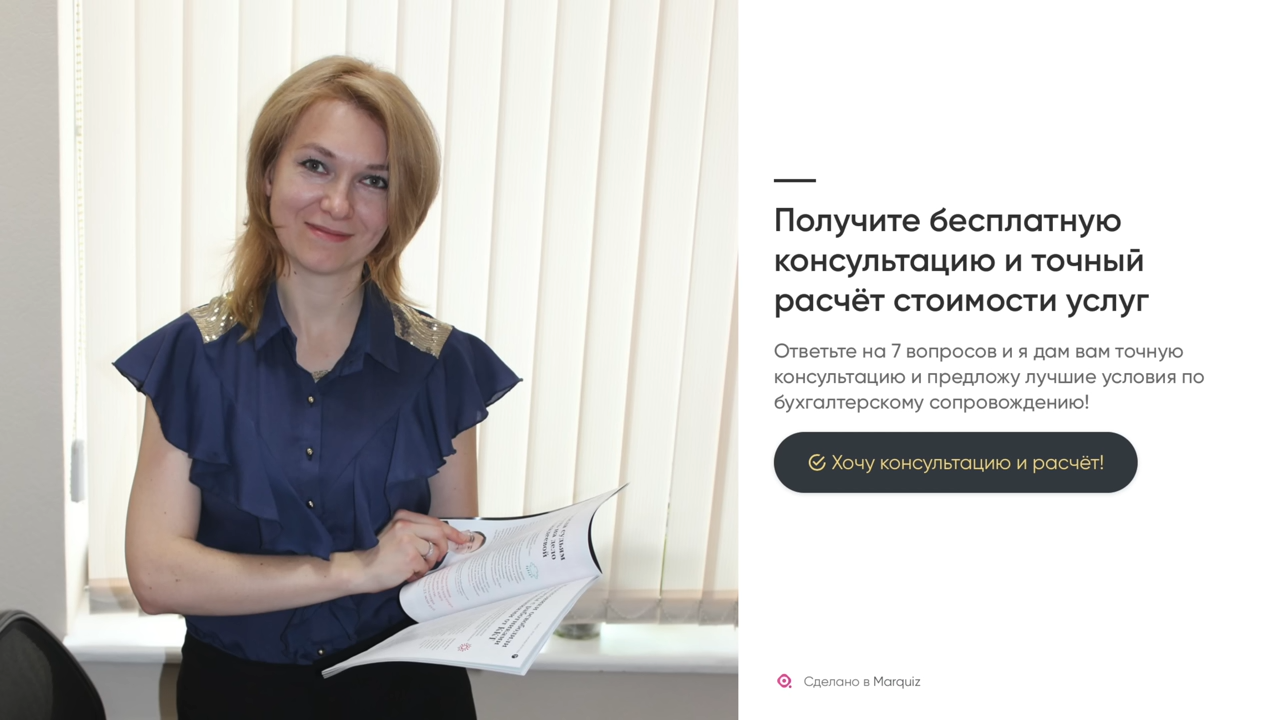 Получите бесплатную
консультацию и точный
расчёт стоимости услуг
Ответьте на 7 вопросов и я дам вам точную
консультацию и предложу лучшие условия по
бухгалтерскому сопровождению!
Хочу консультацию и расчёт!
Сделано в Marquiz